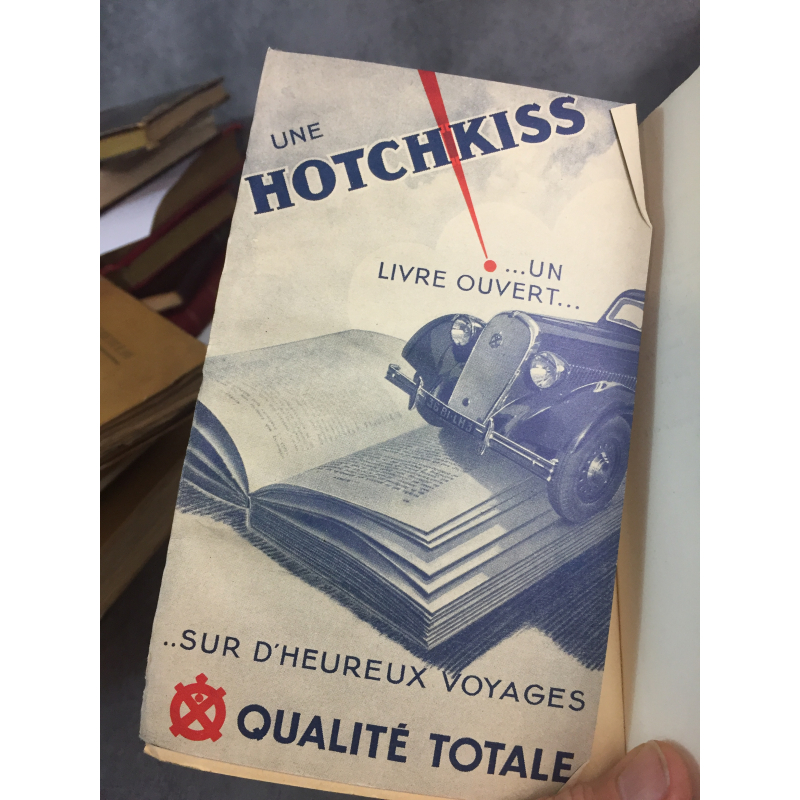 UNE
HOTCHKISS
...UN
LIVRE OUVERT...
..SUR D'HEUREUX VOYAGES
QUALITÉ TOTALE